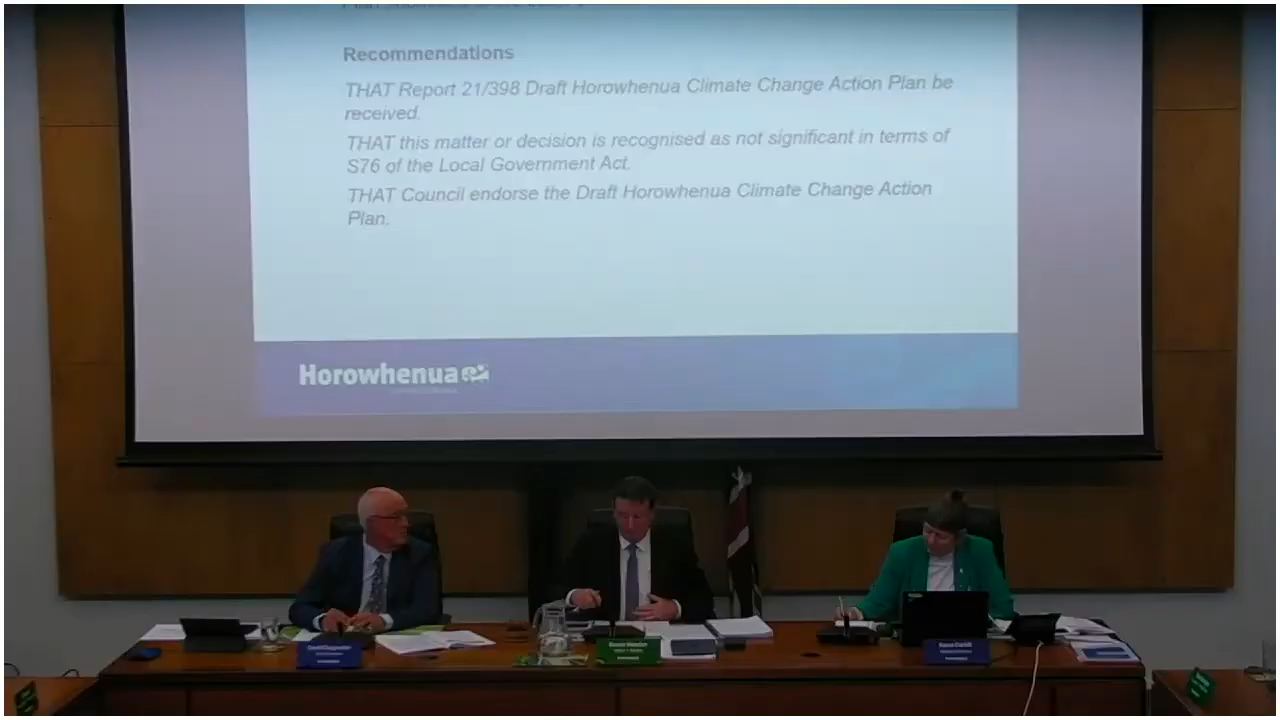 Recommendations
THAT Report 21/398 Draft Horowhenua Climate Change Action Plan be
received.
THAT this matter or decision is recognised as not significant in terms of
S76 of the Local Government Act.
THAT Council endorse the Draft Horowhenua Climate Change Action
Plan.
Horowhenua